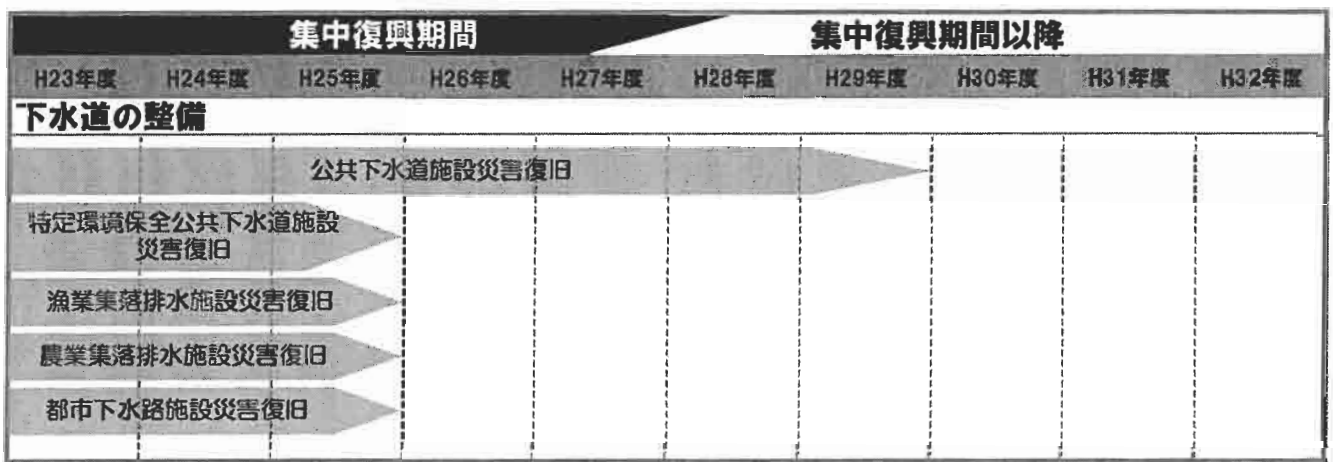 集中復興期間 集中復興期間以降
H23年度 H24年度 H25年度 H26年度 H27年度 H28年度 H29年度 H30年度 H31年度 H32年度
下水道の整備
公共下水道施設災害復旧
特定環境保全公共下水道施設
災害復旧
漁業集落排水施設災害復旧
農業集落排水施設災害復旧
都市下水路施設災害復旧